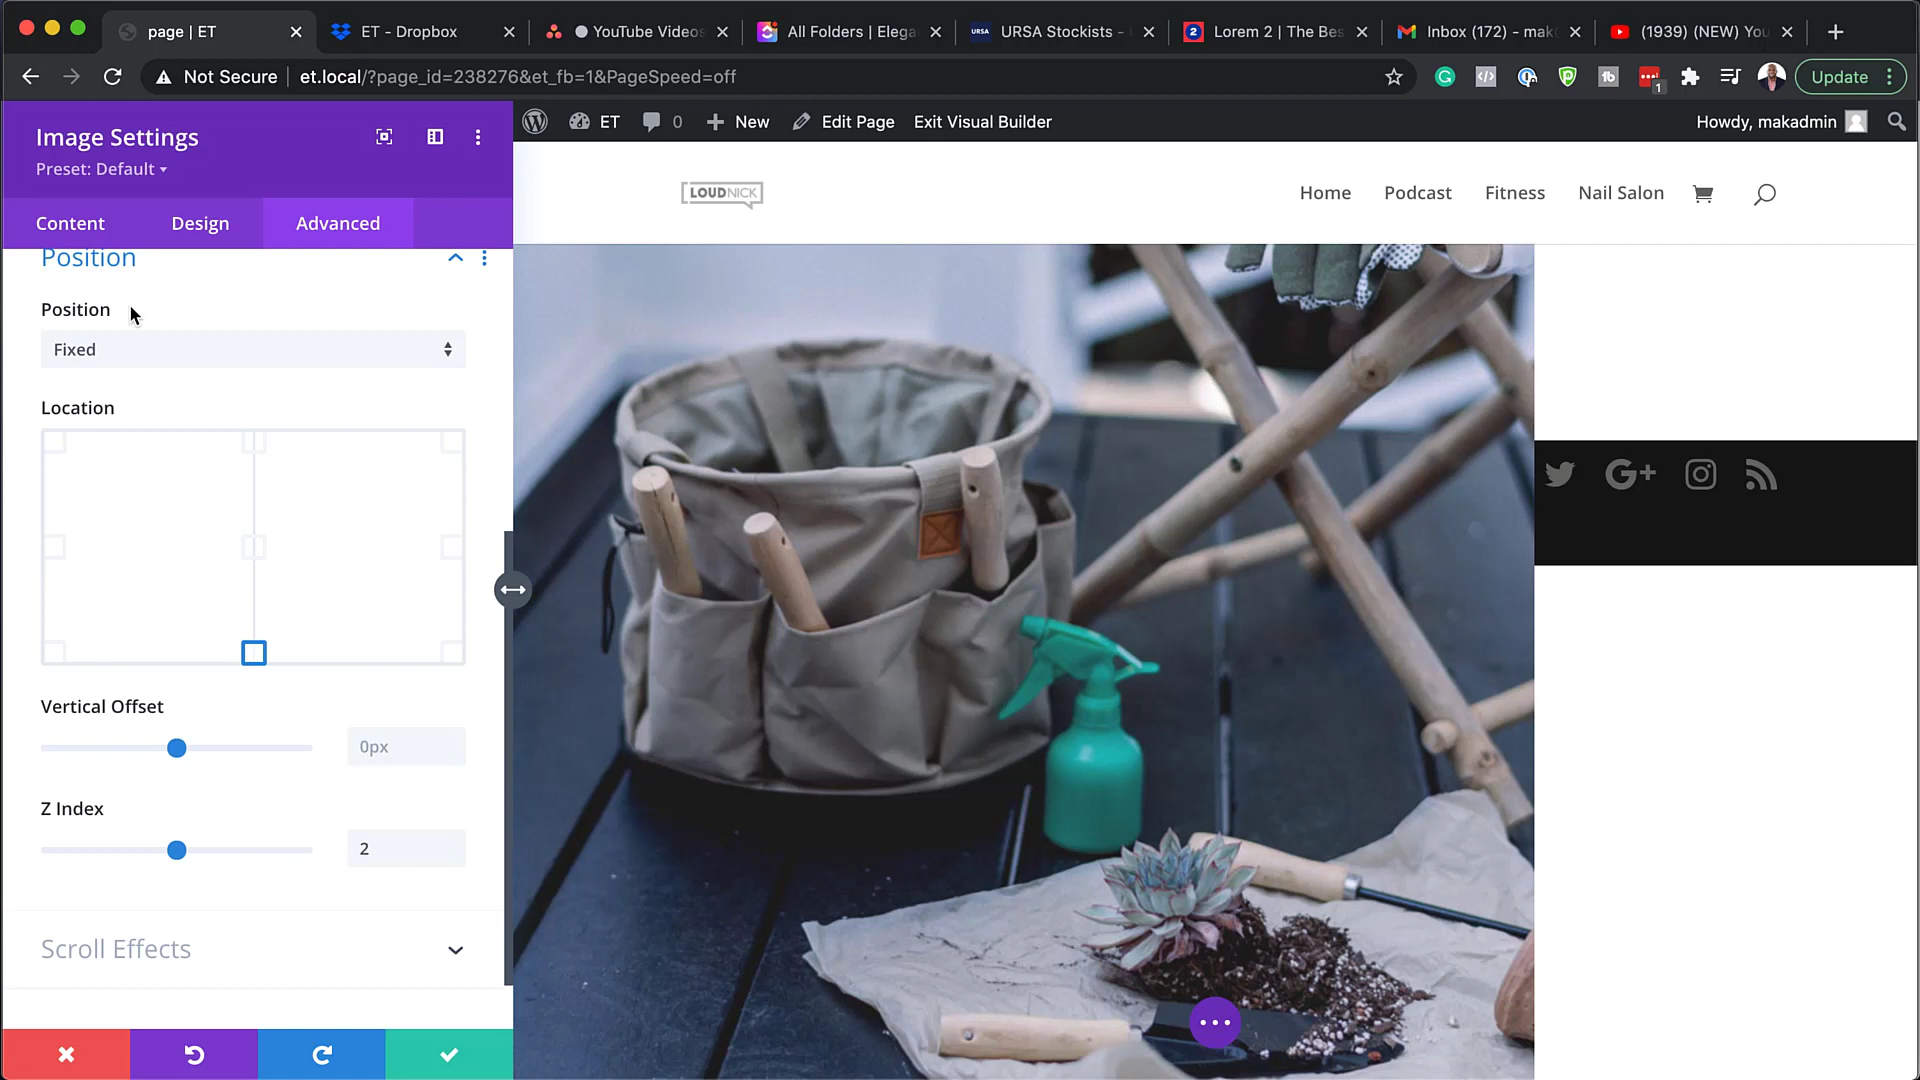 page | ET
ET - Dropbox
YouTube Videos
All Folders | Elega
URSA
URSA Stockists -
2
Lorem 2 | The Bes
Inbox (172) - mak
(1939) (NEW) You
Not Secure
et.local/?page_id=238276&et_fb=1&PageSpeed=off
1
Update
Image Settings
Preset: Default
Content
Design
Advanced
ET
0
New
Edit Page
Exit Visual Builder
Howdy, makadmin
LOUDNICK
Home
Podcast
Fitness
Nail Salon
Position
Position
Fixed
Location
Vertical Offset
0px
Z Index
2
Scroll Effects
G+